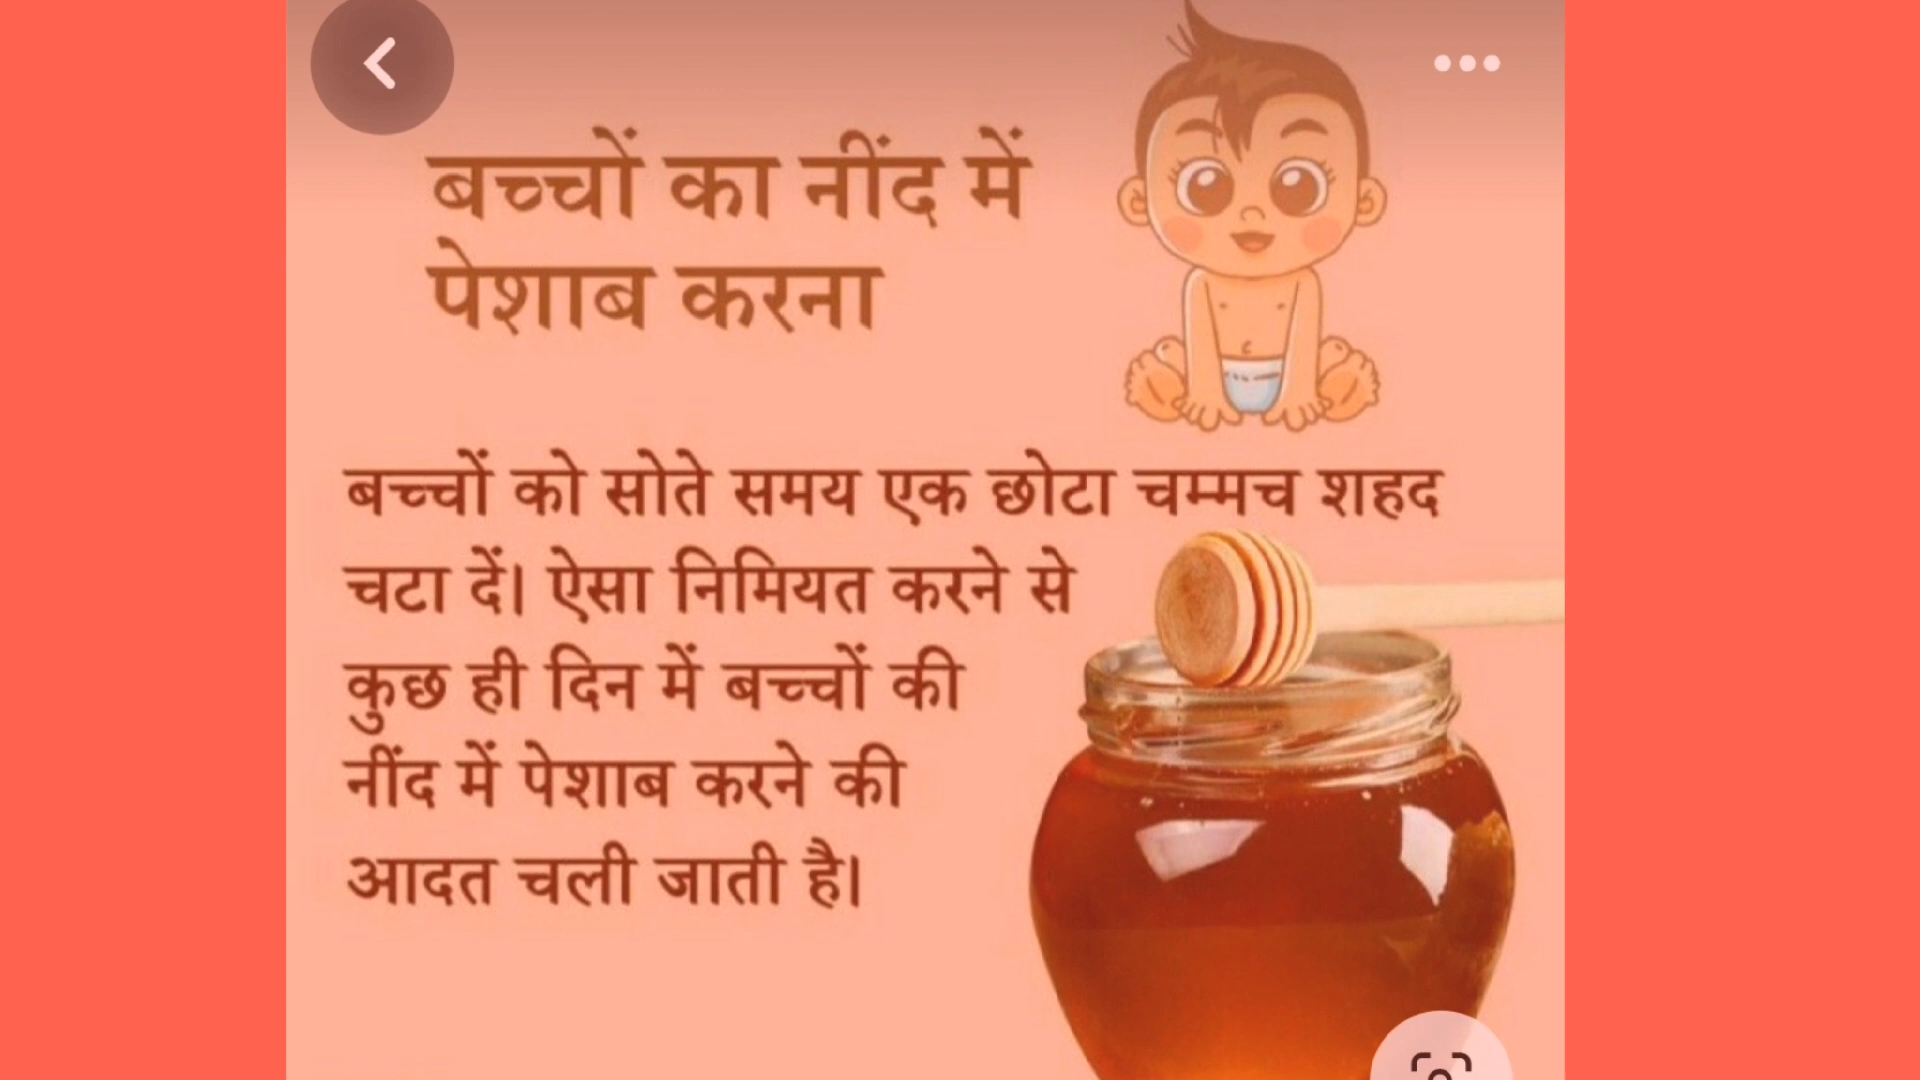 बच्चों का नींद में
पेशाब करना
बच्चों को सोते समय एक छोटा चम्मच शहद
चटा दें। ऐसा निमियत करने से
कुछ ही दिन में बच्चों की
नींद में पेशाब करने की
आदत चली जाती है।